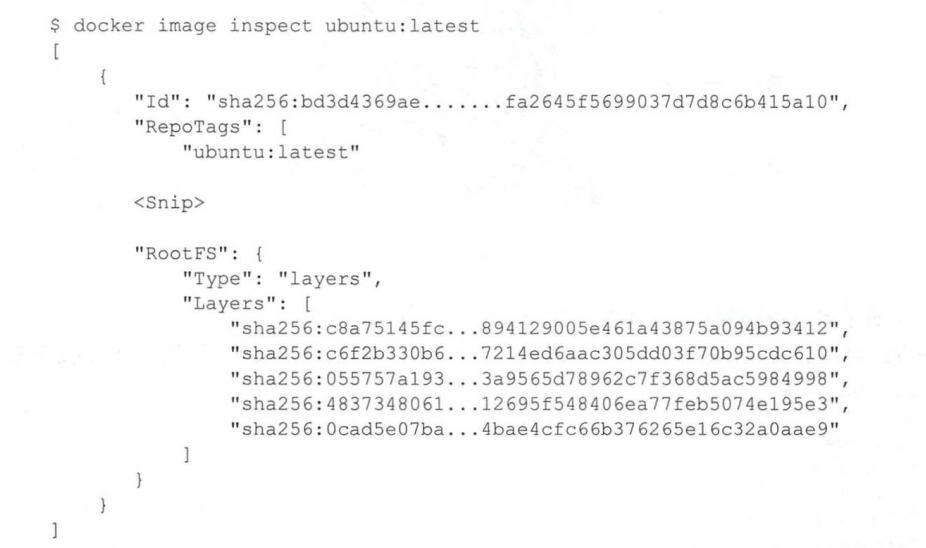 $ docker image inspect ubuntu:latest
[
    {
        "Id": "sha256:bd3d4369ae.......fa2645f5699037d7d8c6b415a10",
        "RepoTags": [
            "ubuntu:latest"

        <Snip>

        "RootFS": {
            "Type": "layers",
            "Layers": [
                "sha256:c8a75145fc...894129005e461a43875a094b93412",
                "sha256:c6f2b330b6...7214ed6aac305dd03f70b95cdc610",
                "sha256:055757a193...3a9565d78962c7f368d5ac5984998",
                "sha256:4837348061...12695f548406ea77feb5074e195e3",
                "sha256:0cad5e07ba...4bae4cfc66b376265e16c32a0aae9"
            ]
        }
    }
]